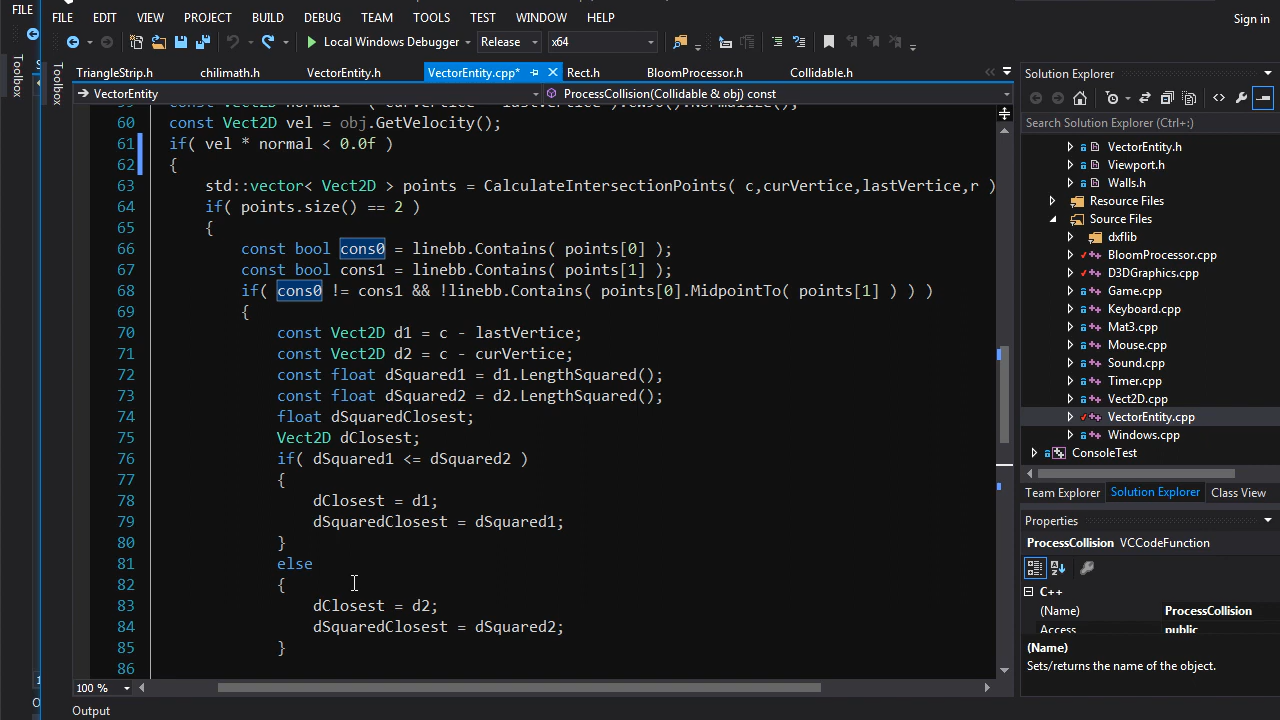 FILE
FILE EDIT VIEW PROJECT BUILD DEBUG TEAM TOOLS TEST WINDOW HELP
Sign in
Local Windows Debugger Release x64
TriangleStrip.h chilimath.h VectorEntity.h VectorEntity.cpp* Rect.h BloomProcessor.h Collidable.h
Toolbox
Toolbox
VectorEntity ProcessCollision(Collidable & obj) const
60 const Vect2D vel = obj.GetVelocity();
61 if( vel * normal < 0.0f )
62 {
63 std::vector< Vect2D > points = CalculateIntersectionPoints( c,curVertice,lastVertice,r )
64 if( points.size() == 2 )
65 {
66 const bool cons0 = linebb.Contains( points[0] );
67 const bool cons1 = linebb.Contains( points[1] );
68 if( cons0 != cons1 && !linebb.Contains( points[0].MidpointTo( points[1] ) ) )
69 {
70 const Vect2D d1 = c - lastVertice;
71 const Vect2D d2 = c - curVertice;
72 const float dSquared1 = d1.LengthSquared();
73 const float dSquared2 = d2.LengthSquared();
74 float dSquaredClosest;
75 Vect2D dClosest;
76 if( dSquared1 <= dSquared2 )
77 {
78 dClosest = d1;
79 dSquaredClosest = dSquared1;
80 }
81 else
82 {
83 dClosest = d2;
84 dSquaredClosest = dSquared2;
85 }
86
100 %
Output
Solution Explorer
Search Solution Explorer (Ctrl+;)
VectorEntity.h
Viewport.h
Walls.h
Resource Files
Source Files
dxflib
BloomProcessor.cpp
D3DGraphics.cpp
Game.cpp
Keyboard.cpp
Mat3.cpp
Mouse.cpp
Sound.cpp
Timer.cpp
Vect2D.cpp
VectorEntity.cpp
Windows.cpp
ConsoleTest
Team Explorer Solution Explorer Class View
Properties
ProcessCollision VCCodeFunction
C++
(Name) ProcessCollision
Access public
(Name)
Sets/returns the name of the object.